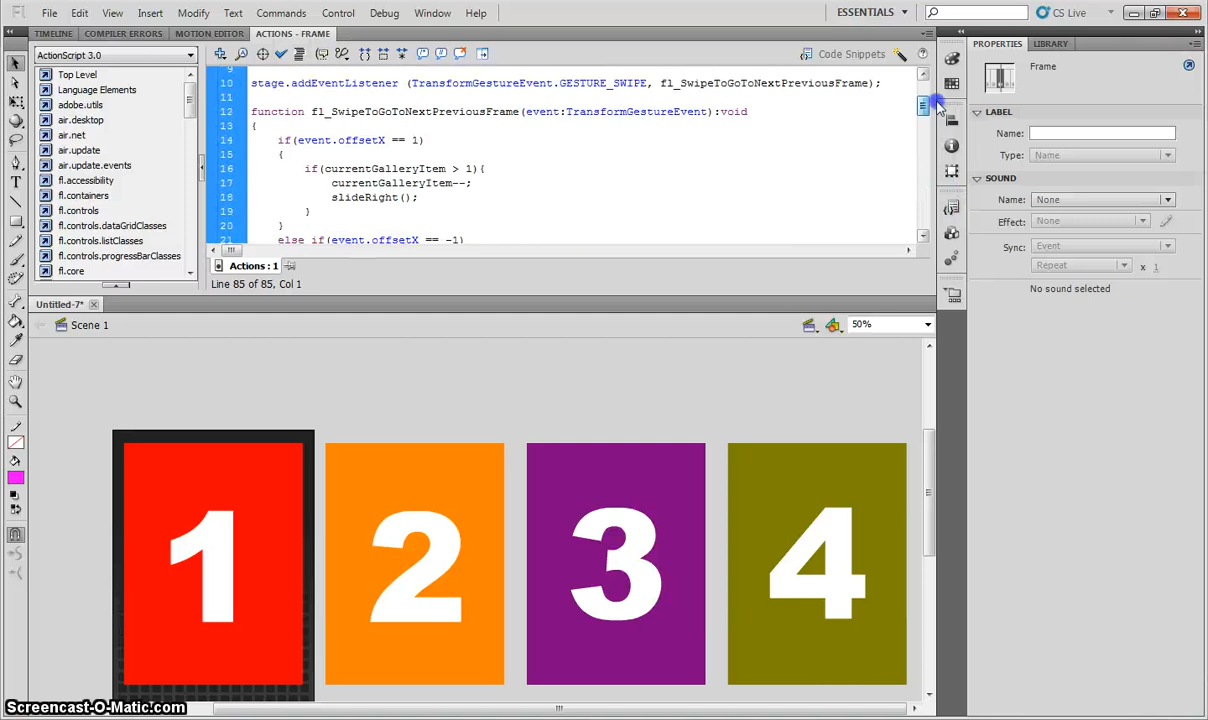 Fl File Edit View Insert Modify Text Commands Control Debug Window Help ESSENTIALS CS Live
TIMELINE COMPILER ERRORS MOTION EDITOR ACTIONS - FRAME
ActionScript 3.0
Code Snippets
Top Level
Language Elements
adobe.utils
air.desktop
air.net
air.update
air.update.events
fl.accessibility
fl.containers
fl.controls
fl.controls.dataGridClasses
fl.controls.listClasses
fl.controls.progressBarClasses
fl.core
9
10 stage.addEventListener (TransformGestureEvent.GESTURE_SWIPE, fl_SwipeToGoToNextPreviousFrame);
11
12 function fl_SwipeToGoToNextPreviousFrame(event:TransformGestureEvent):void
13 {
14 if(event.offsetX == 1)
15 {
16 if(currentGalleryItem > 1){
17 currentGalleryItem--;
18 slideRight();
19 }
20 }
21 else if(event.offsetX == -1)
Actions : 1
Line 85 of 85, Col 1
Untitled-7*
Scene 1
50%
1 2 3 4
PROPERTIES LIBRARY
Frame
LABEL
Name:
Type: Name
SOUND
Name: None
Effect: None
Sync: Event
Repeat x 1
No sound selected
Screencast-O-Matic.com